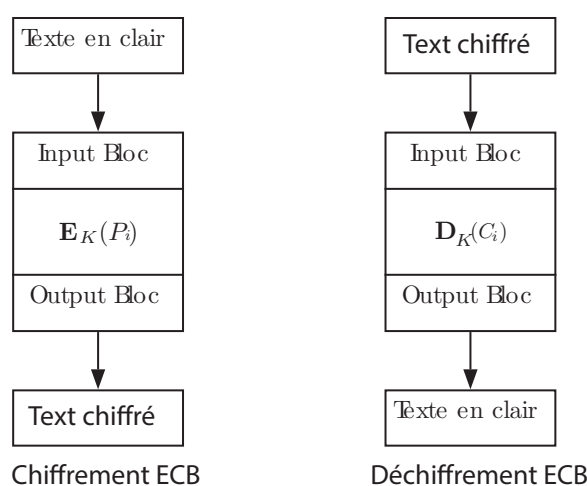 Texte en clair
Input Bloc
E_K(P_i)
Output Bloc
Text chiffré
Chiffrement ECB
Text chiffré
Input Bloc
D_K(C_i)
Output Bloc
Texte en clair
Déchiffrement ECB